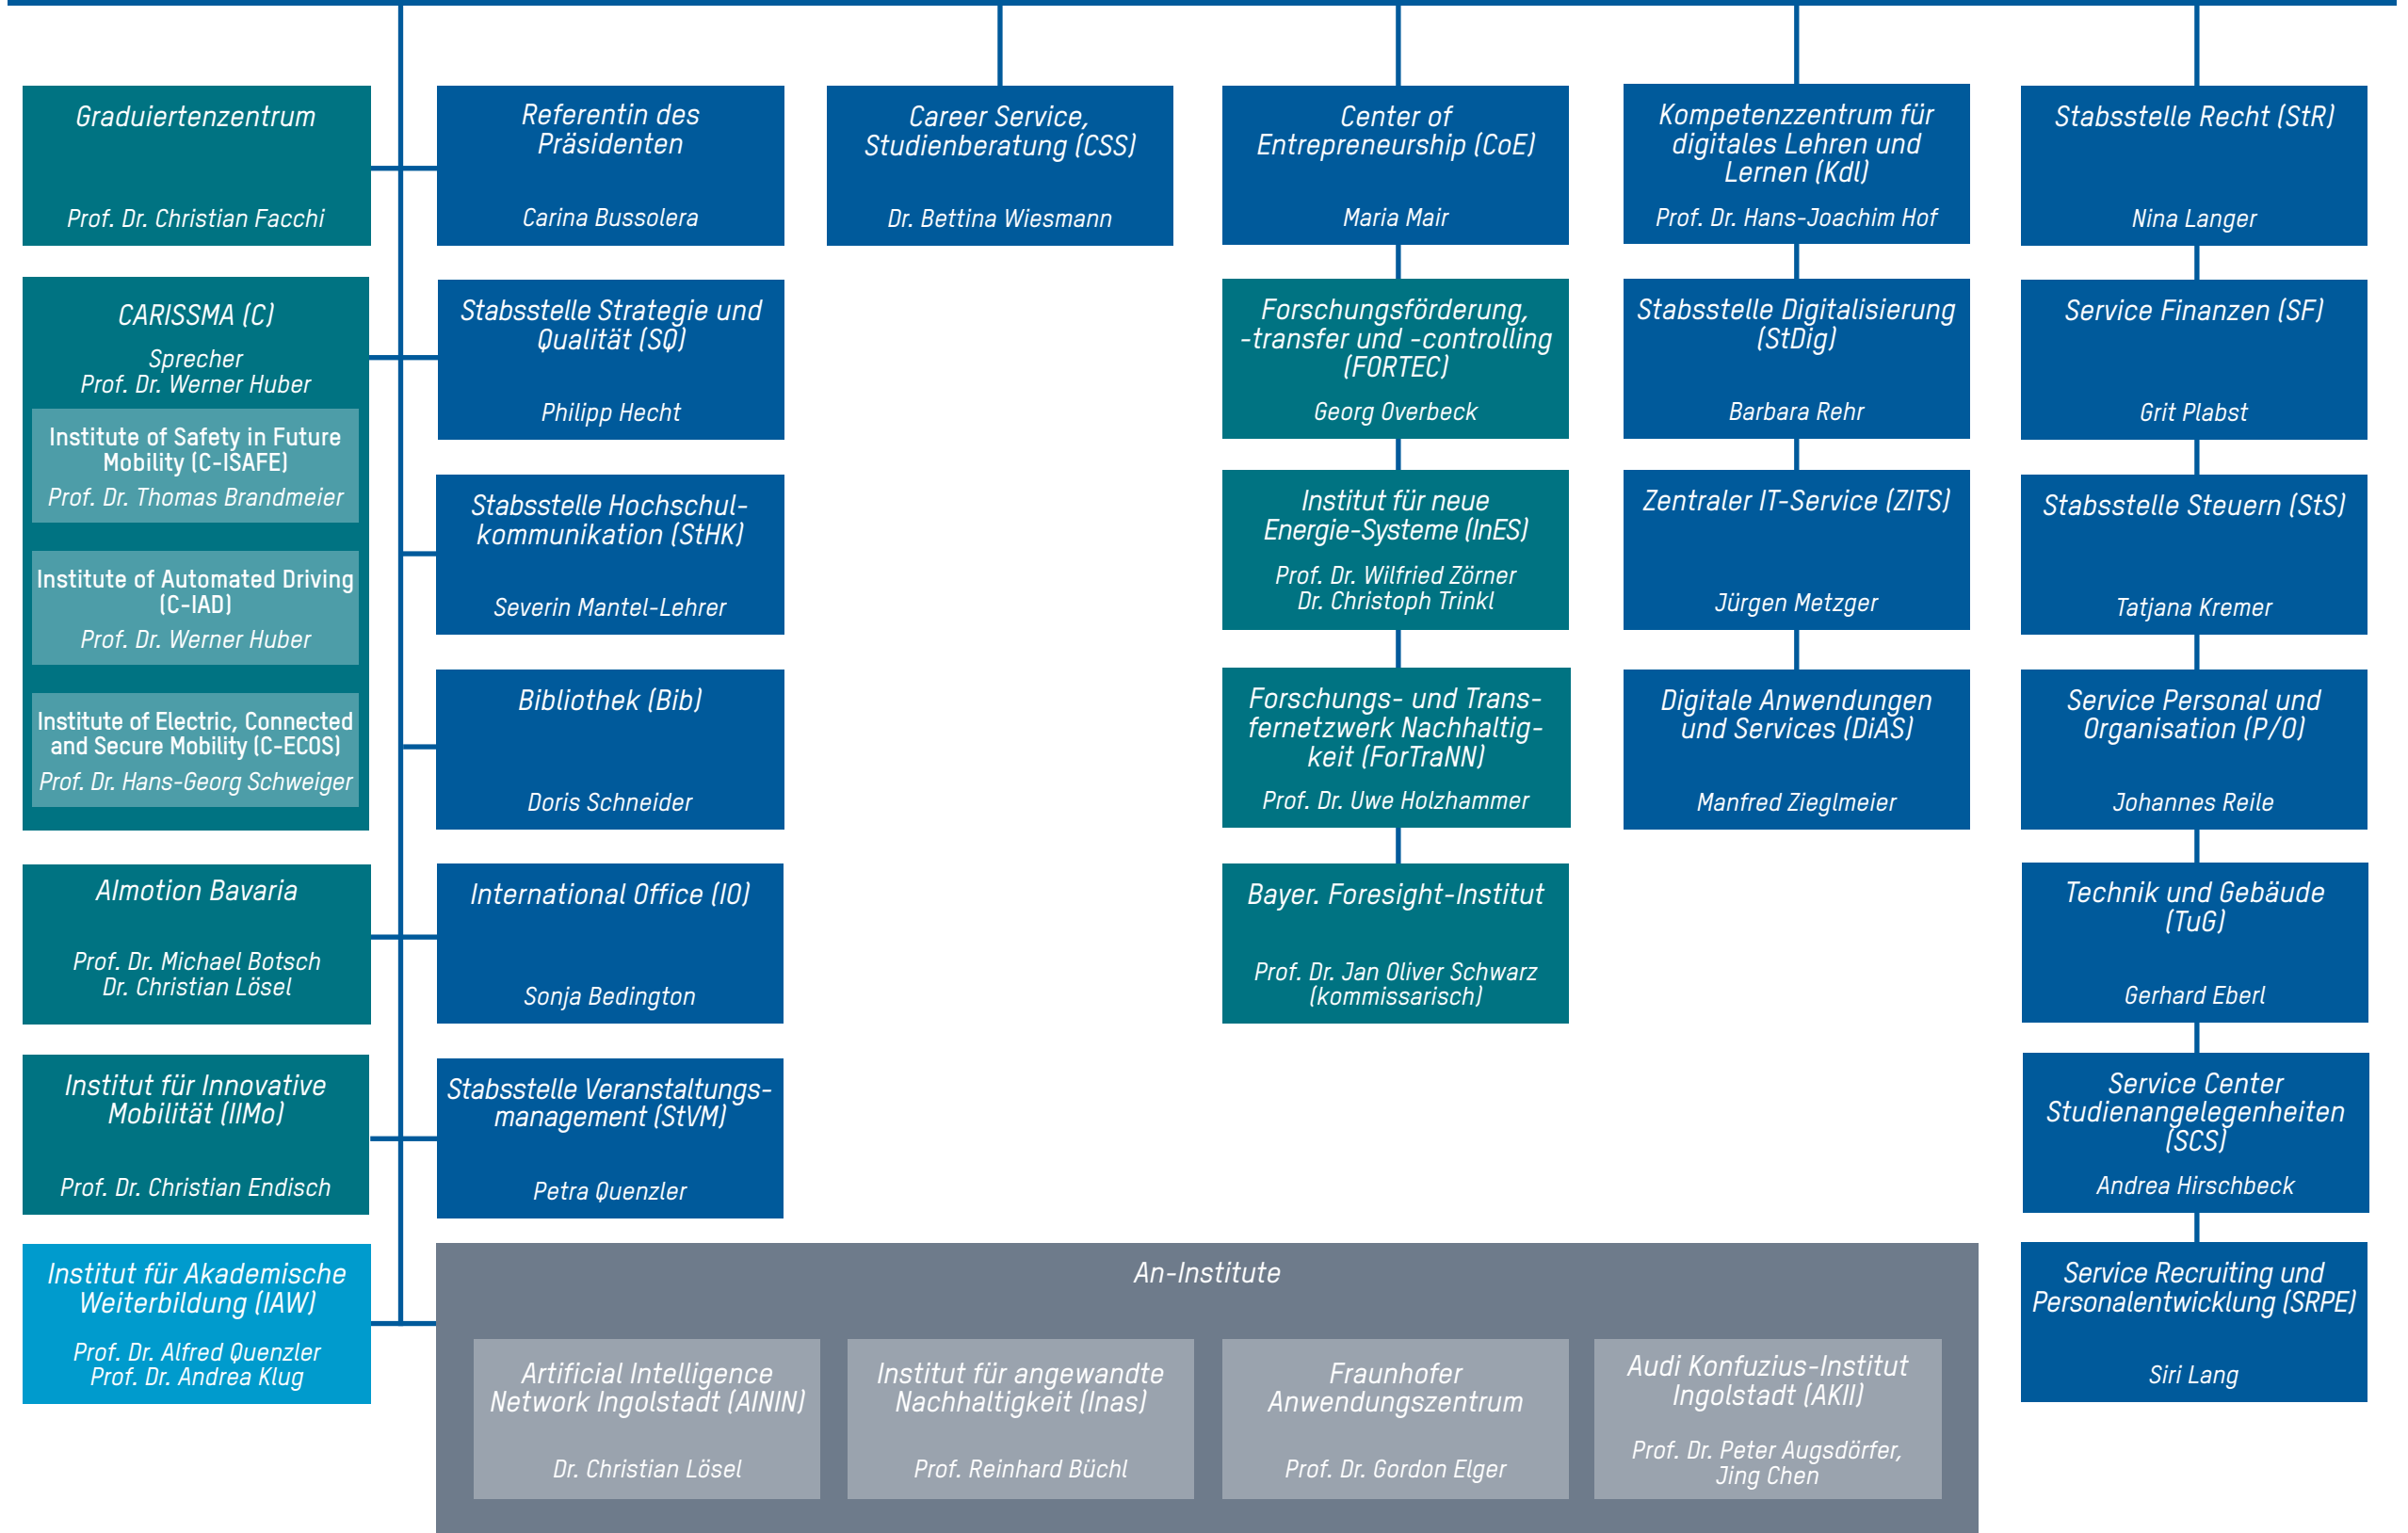 Graduiertenzentrum
Prof. Dr. Christian Facchi
CARISSMA (C)
Sprecher
Prof. Dr. Werner Huber
Institute of Safety in Future
Mobility (C-ISAFE)
Prof. Dr. Thomas Brandmeier
Institute of Automated Driving
(C-IAD)
Prof. Dr. Werner Huber
Institute of Electric, Connected
and Secure Mobility (C-ECOS)
Prof. Dr. Hans-Georg Schweiger
AImotion Bavaria
Prof. Dr. Michael Botsch
Dr. Christian Lösel
Institut für Innovative
Mobilität (IIMo)
Prof. Dr. Christian Endisch
Institut für Akademische
Weiterbildung (IAW)
Prof. Dr. Alfred Quenzler
Prof. Dr. Andrea Klug
Referentin des
Präsidenten
Carina Bussolera
Stabsstelle Strategie und
Qualität (SQ)
Philipp Hecht
Stabsstelle Hochschul-
kommunikation (StHK)
Severin Mantel-Lehrer
Bibliothek (Bib)
Doris Schneider
International Office (IO)
Sonja Bedington
Stabsstelle Veranstaltungs-
management (StVM)
Petra Quenzler
Career Service,
Studienberatung (CSS)
Dr. Bettina Wiesmann
Center of
Entrepreneurship (CoE)
Maria Mair
Forschungsförderung,
-transfer und -controlling
(FORTEC)
Georg Overbeck
Institut für neue
Energie-Systeme (InES)
Prof. Dr. Wilfried Zörner
Dr. Christoph Trinkl
Forschungs- und Trans-
fernetzwerk Nachhaltig-
keit (ForTraNN)
Prof. Dr. Uwe Holzhammer
Bayer. Foresight-Institut
Prof. Dr. Jan Oliver Schwarz
(kommissarisch)
Kompetenzzentrum für
digitales Lehren und
Lernen (Kdl)
Prof. Dr. Hans-Joachim Hof
Stabsstelle Digitalisierung
(StDig)
Barbara Rehr
Zentraler IT-Service (ZITS)
Jürgen Metzger
Digitale Anwendungen
und Services (DiAS)
Manfred Zieglmeier
Stabsstelle Recht (StR)
Nina Langer
Service Finanzen (SF)
Grit Plabst
Stabsstelle Steuern (StS)
Tatjana Kremer
Service Personal und
Organisation (P/O)
Johannes Reile
Technik und Gebäude
(TuG)
Gerhard Eberl
Service Center
Studienangelegenheiten
(SCS)
Andrea Hirschbeck
Service Recruiting und
Personalentwicklung (SRPE)
Siri Lang
An-Institute
Artificial Intelligence
Network Ingolstadt (AININ)
Dr. Christian Lösel
Institut für angewandte
Nachhaltigkeit (Inas)
Prof. Reinhard Büchl
Fraunhofer
Anwendungszentrum
Prof. Dr. Gordon Elger
Audi Konfuzius-Institut
Ingolstadt (AKII)
Prof. Dr. Peter Augsdörfer,
Jing Chen